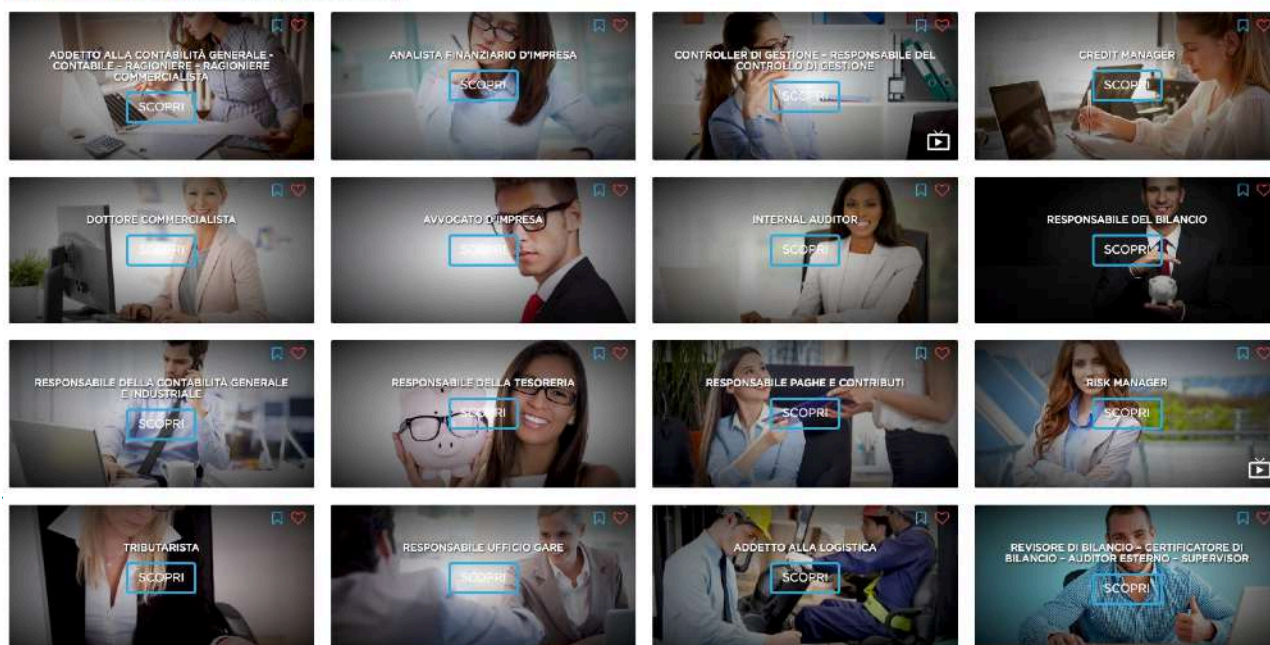 ADDETTO ALLA CONTABILITÀ GENERALE -
CONTABILE – RAGIONIERE – RAGIONIERE
COMMERCIALISTA
SCOPRI
ANALISTA FINANZIARIO D'IMPRESA
SCOPRI
CONTROLLER DI GESTIONE – RESPONSABILE DEL
CONTROLLO DI GESTIONE
SCOPRI
CREDIT MANAGER
SCOPRI
DOTTORE COMMERCIALISTA
SCOPRI
AVVOCATO D'IMPRESA
SCOPRI
INTERNAL AUDITOR
SCOPRI
RESPONSABILE DEL BILANCIO
SCOPRI
RESPONSABILE DELLA CONTABILITÀ GENERALE
E INDUSTRIALE
SCOPRI
RESPONSABILE DELLA TESORERIA
SCOPRI
RESPONSABILE PAGHE E CONTRIBUTI
SCOPRI
RISK MANAGER
SCOPRI
TRIBUTARISTA
SCOPRI
RESPONSABILE UFFICIO GARE
SCOPRI
ADDETTO ALLA LOGISTICA
SCOPRI
REVISORE DI BILANCIO – CERTIFICATORE DI
BILANCIO – AUDITOR ESTERNO – SUPERVISOR
SCOPRI